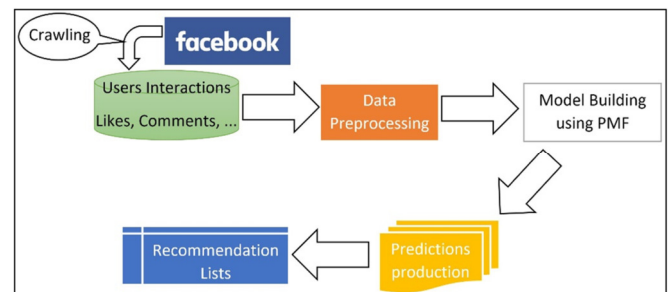 Crawling
facebook
Users Interactions
Likes, Comments, ...
Data
Preprocessing
Model Building
using PMF
Predictions
production
Recommendation
Lists